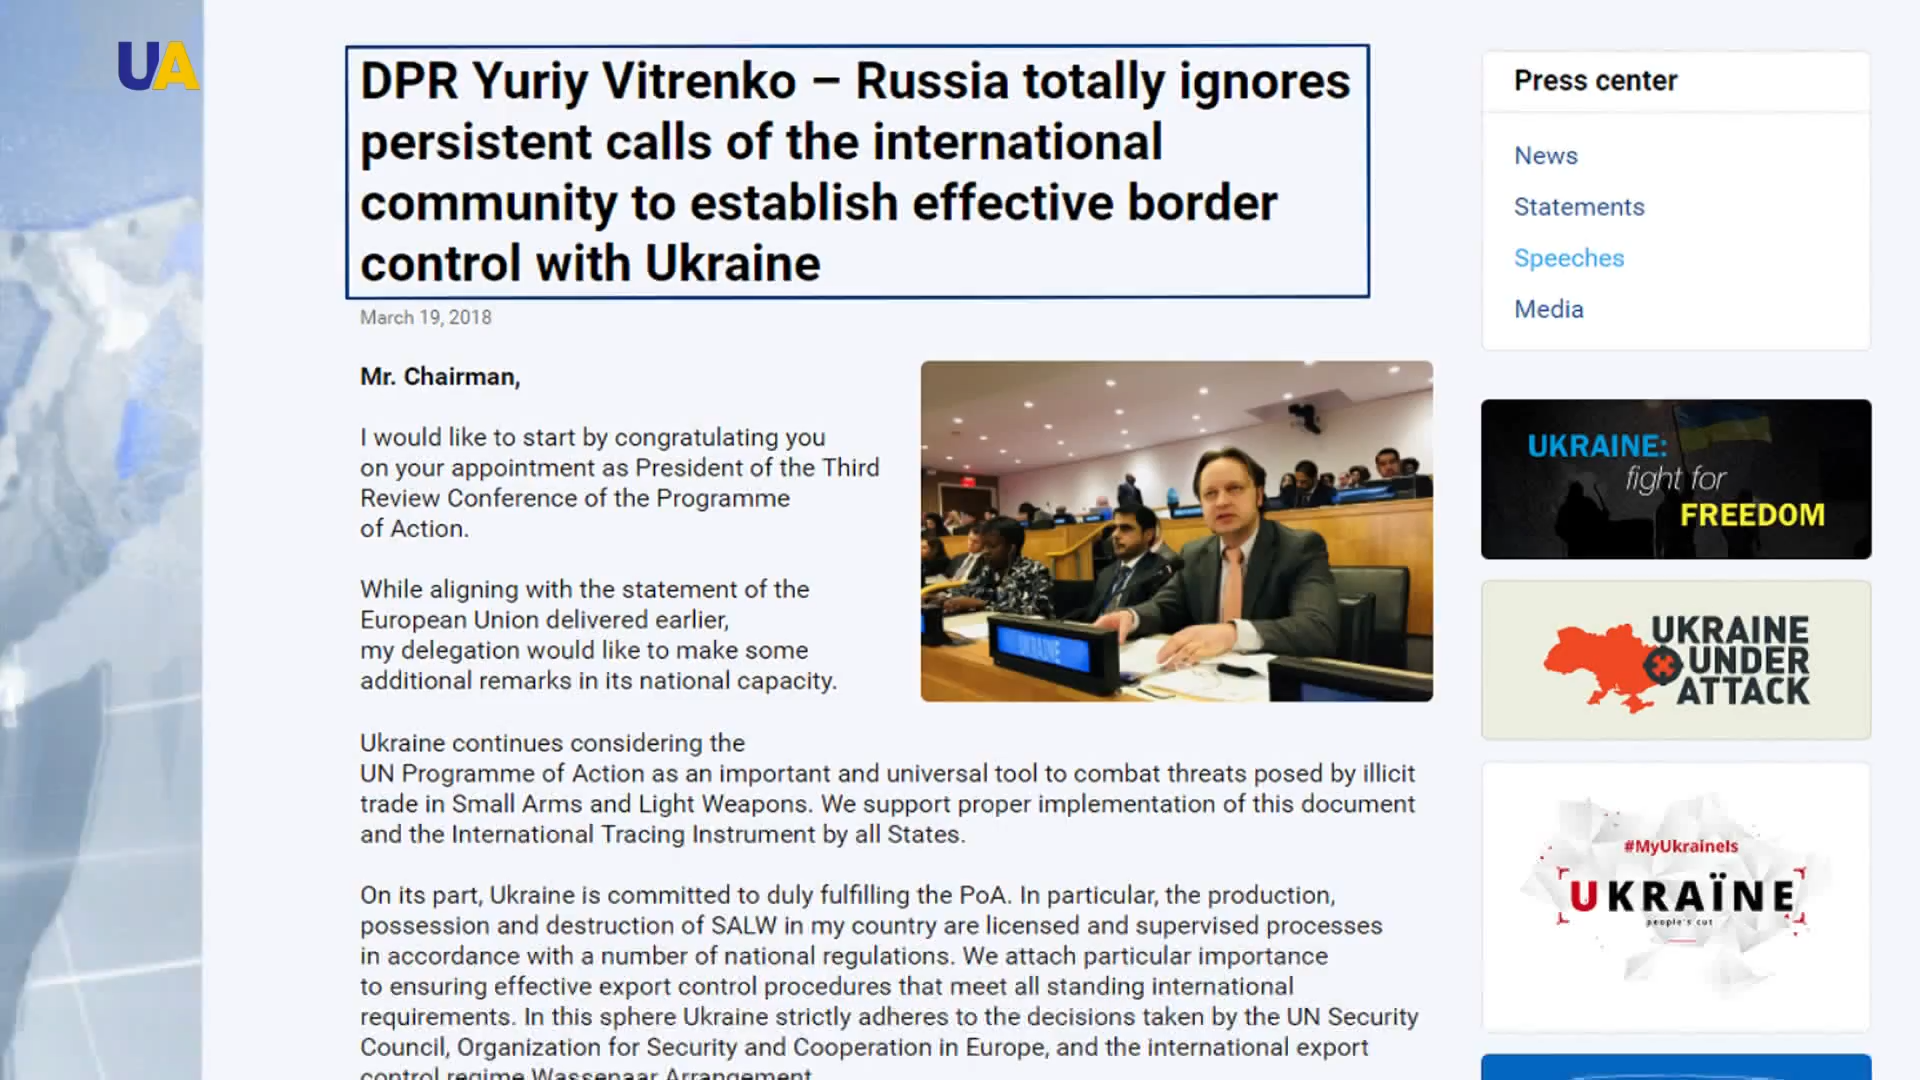 UA
DPR Yuriy Vitrenko – Russia totally ignores
persistent calls of the international
community to establish effective border
control with Ukraine
March 19, 2018
Mr. Chairman,
I would like to start by congratulating you
on your appointment as President of the Third
Review Conference of the Programme
of Action.
While aligning with the statement of the
European Union delivered earlier,
my delegation would like to make some
additional remarks in its national capacity.
UKRAINE
Ukraine continues considering the
UN Programme of Action as an important and universal tool to combat threats posed by illicit
trade in Small Arms and Light Weapons. We support proper implementation of this document
and the International Tracing Instrument by all States.
On its part, Ukraine is committed to duly fulfilling the PoA. In particular, the production,
possession and destruction of SALW in my country are licensed and supervised processes
in accordance with a number of national regulations. We attach particular importance
to ensuring effective export control procedures that meet all standing international
requirements. In this sphere Ukraine strictly adheres to the decisions taken by the UN Security
Council, Organization for Security and Cooperation in Europe, and the international export
control regime Wassenaar Arrangement.
Press center
News
Statements
Speeches
Media
UKRAINE:
fight for
FREEDOM
UKRAINE
UNDER
ATTACK
#MyUkraineIs
UKRAÏNE
people's cut